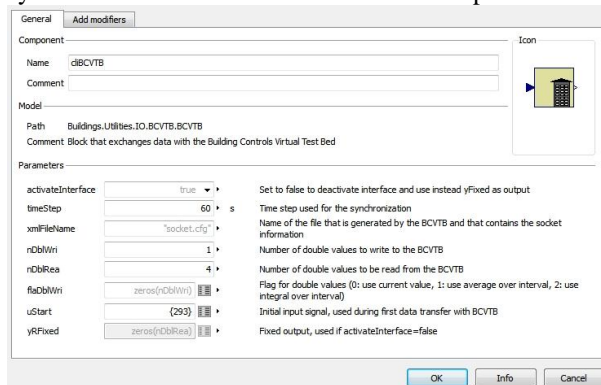 General Add modifiers
Component
Icon
Name cliBCVTB
Comment
Model
Path Buildings.Utilities.IO.BCVTB.BCVTB
Comment Block that exchanges data with the Building Controls Virtual Test Bed
Parameters
activateInterface true Set to false to deactivate interface and use instead yFixed as output
timeStep 60 s Time step used for the synchronization
xmlFileName "socket.cfg" Name of the file that is generated by the BCVTB and that contains the socket
information
nDblWri 1 Number of double values to write to the BCVTB
nDblRea 4 Number of double values to be read from the BCVTB
flaDblWri zeros(nDblWri) Flag for double values (0: use current value, 1: use average over interval, 2: use
integral over interval)
uStart {293} Initial input signal, used during first data transfer with BCVTB
yRFixed zeros(nDblRea) Fixed output, used if activateInterface=false
OK Info Cancel